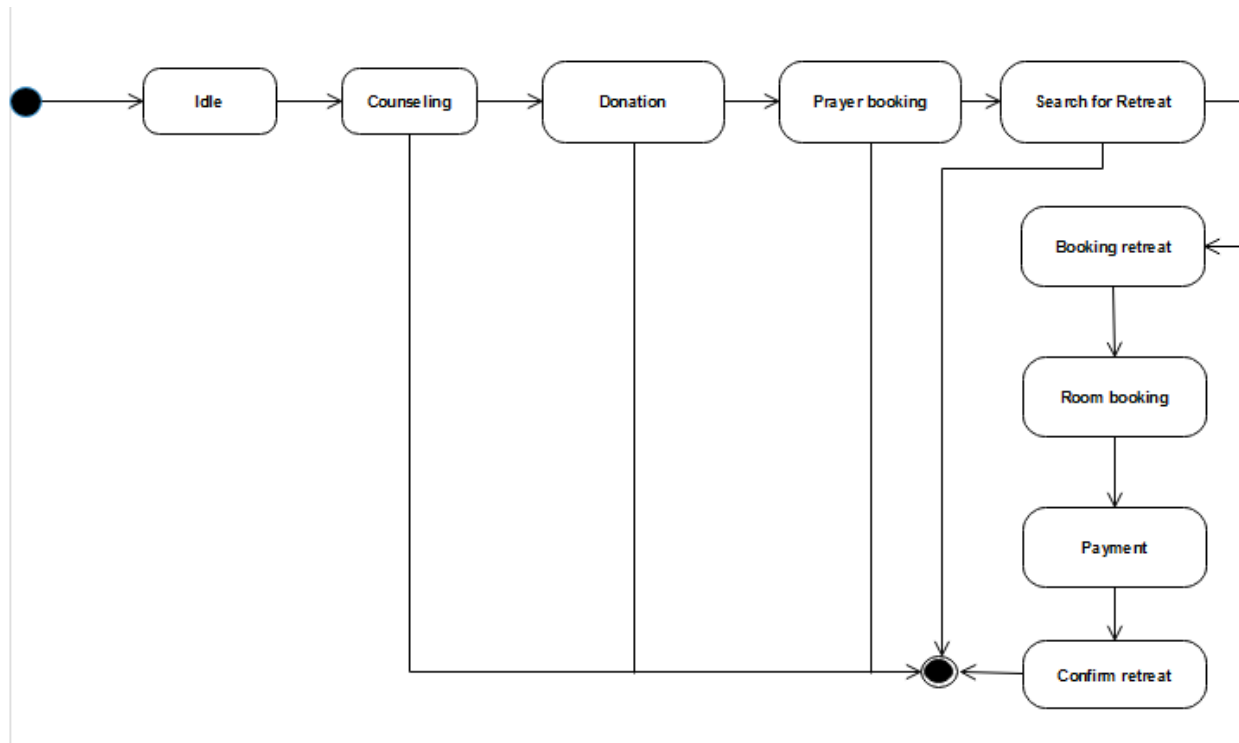 Idle
Counseling
Donation
Prayer booking
Search for Retreat
Booking retreat
Room booking
Payment
Confirm retreat